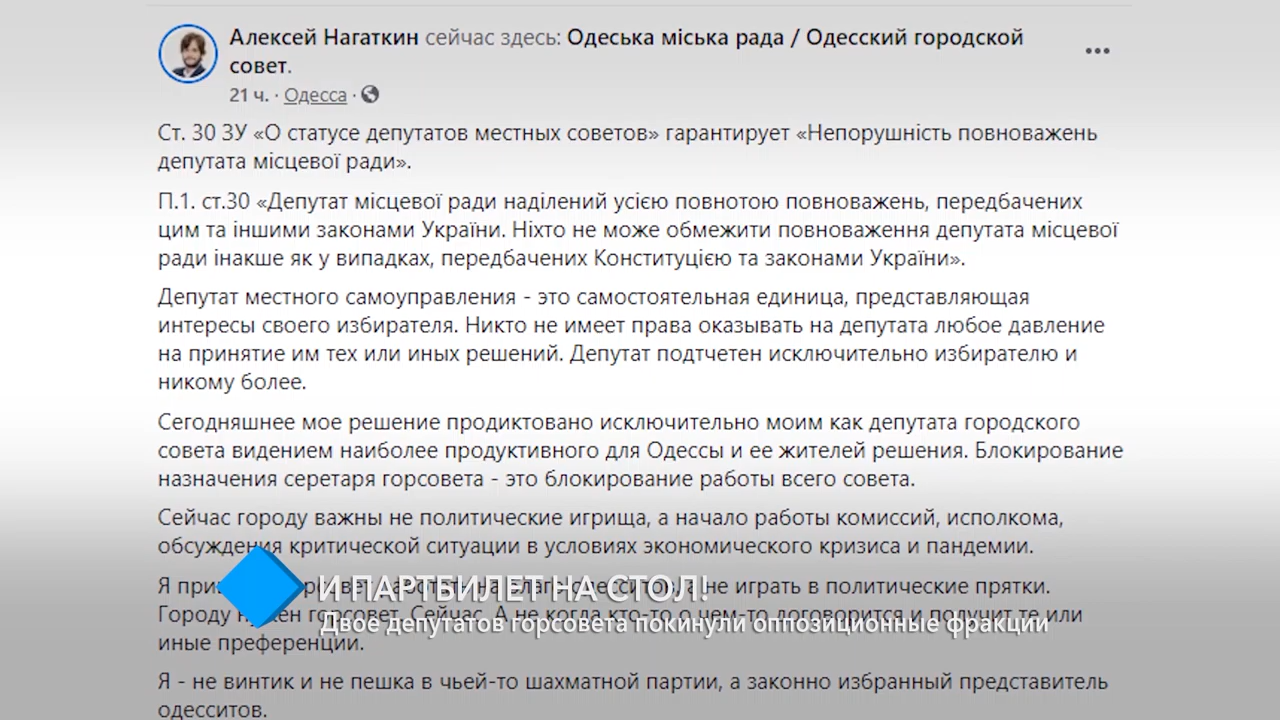 Алексей Нагаткин сейчас здесь: Одеська міська рада / Одесский городской
совет.
21 ч. · Одесса ·
Ст. 30 ЗУ «О статусе депутатов местных советов» гарантирует «Непорушність повноважень
депутата місцевої ради».
П.1. ст.30 «Депутат місцевої ради наділений усією повнотою повноважень, передбачених
цим та іншими законами України. Ніхто не може обмежити повноваження депутата місцевої
ради інакше як у випадках, передбачених Конституцією та законами України».
Депутат местного самоуправления - это самостоятельная единица, представляющая
интересы своего избирателя. Никто не имеет права оказывать на депутата любое давление
на принятие им тех или иных решений. Депутат подтчетен исключительно избирателю и
никому более.
Сегодняшнее мое решение продиктовано исключительно моим как депутата городского
совета видением наиболее продуктивного для Одессы и ее жителей решения. Блокирование
назначения серетаря горсовета - это блокирование работы всего совета.
Сейчас городу важны не политические игрища, а начало работы комиссий, исполкома,
обсуждения критической ситуации в условиях экономического кризиса и пандемии.
Я не играть в политические прятки.
И ПАРТБИЛЕТ НА СТОЛ!
Городу горсовет. Сейчас. А не когда кто-то о чем-то договорится и получит те или
Двое депутатов горсовета покинули оппозиционные фракции
иные преференции.
Я - не винтик и не пешка в чьей-то шахматной партии, а законно избранный представитель
одесситов.